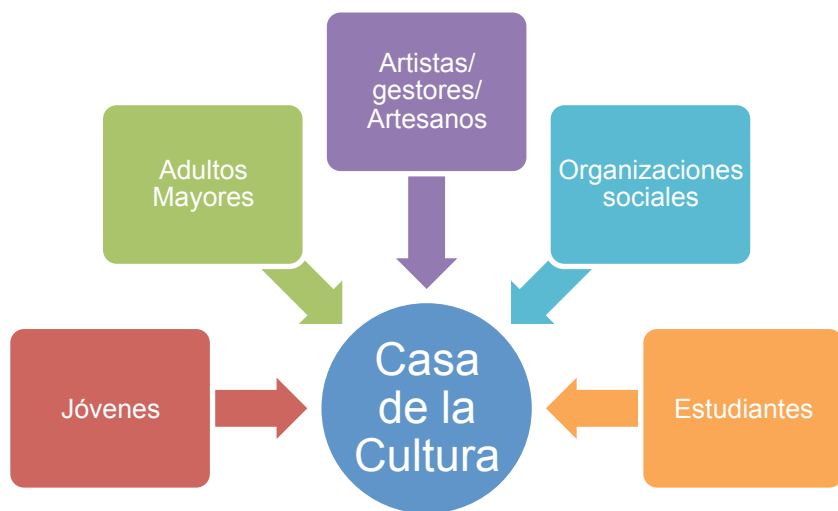 Artistas/
gestores/
Artesanos
Adultos
Mayores
Organizaciones
sociales
Jóvenes
Casa
de la
Cultura
Estudiantes